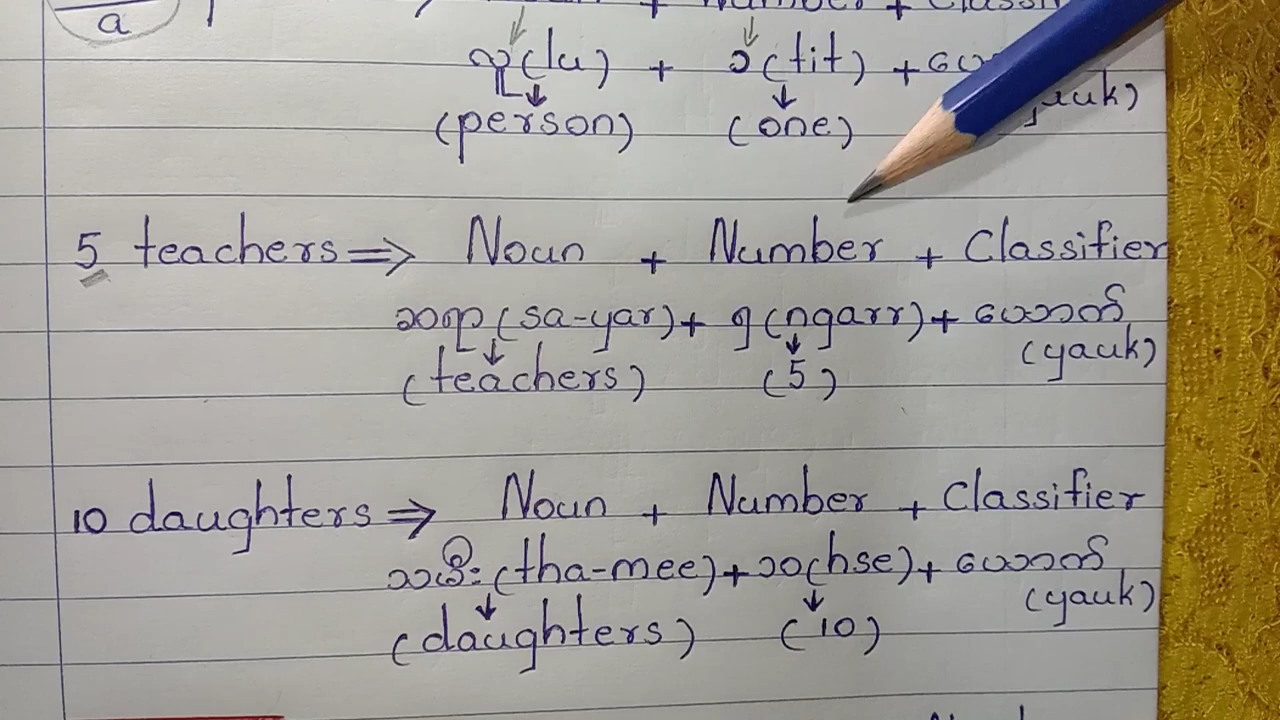 a
လူ (lu) + ၁ (tit) +
(person) (one)
5 teachers ⇒ Noun + Number + Classifier
ဆရာ (sa-yar) + ၅ (ngarr) + ယောက်
(yauk)
(teachers) (5)
10 daughters ⇒ Noun + Number + Classifier
သမီး (tha-mee) + ၁၀ (hse) + ယောက်
(yauk)
(daughters) (10)